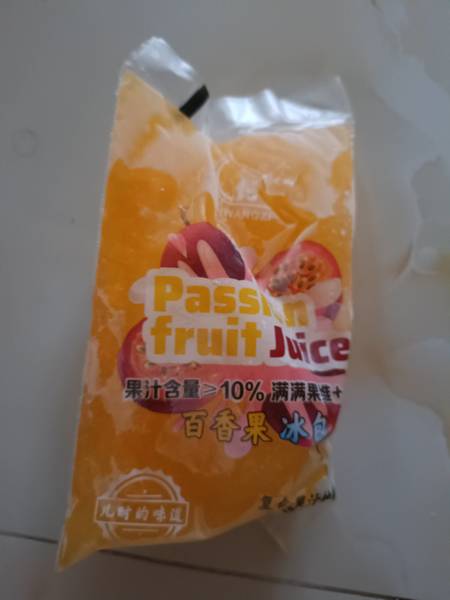 Passion
fruit Juice
果汁含量≥10% 满满果维+
百香果 冰包
儿时的味道